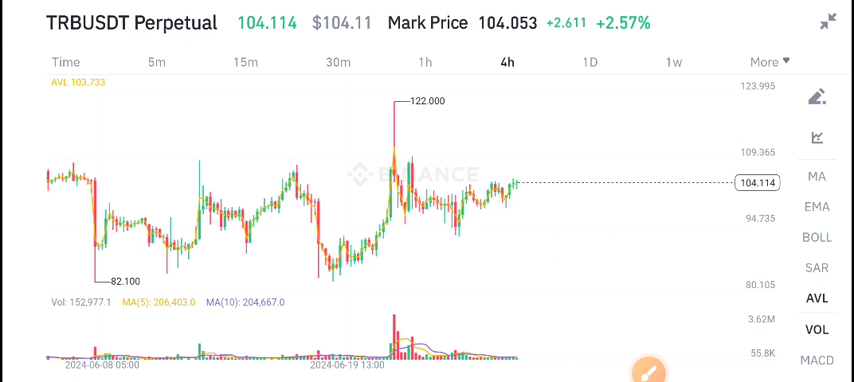 TRBUSDT Perpetual 104.114 $104.11 Mark Price 104.053 +2.611 +2.57%
Time 5m 15m 30m 1h 4h 1D 1w More
AVL 103.733
123.995
122.000
109.365
BINANCE
MA
104.114
EMA
94.735
BOLL
SAR
82.100
80.105
AVL
Vol: 152,977.1 MA(5): 206,403.0 MA(10): 204,667.0
3.62M
VOL
55.8K
MACD
2024-06-08 05:00 2024-06-19 13:00